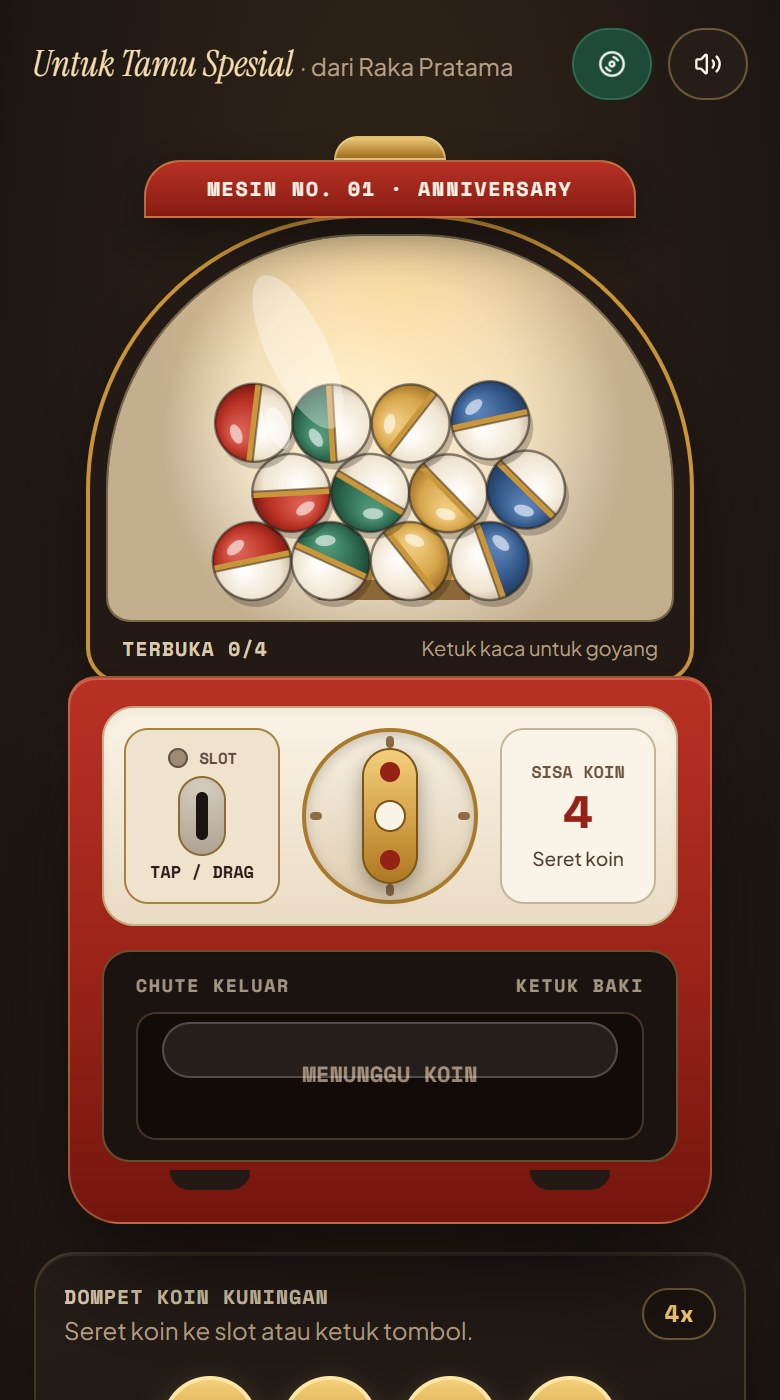 Untuk Tamu Spesial · dari Raka Pratama
MESIN NO. 01 · ANNIVERSARY
TERBUKA 0/4
Ketuk kaca untuk goyang
SLOT
TAP / DRAG
SISA KOIN
4
Seret koin
CHUTE KELUAR
KETUK BAKI
MENUNGGU KOIN
DOMPET KOIN KUNINGAN
Seret koin ke slot atau ketuk tombol.
4x